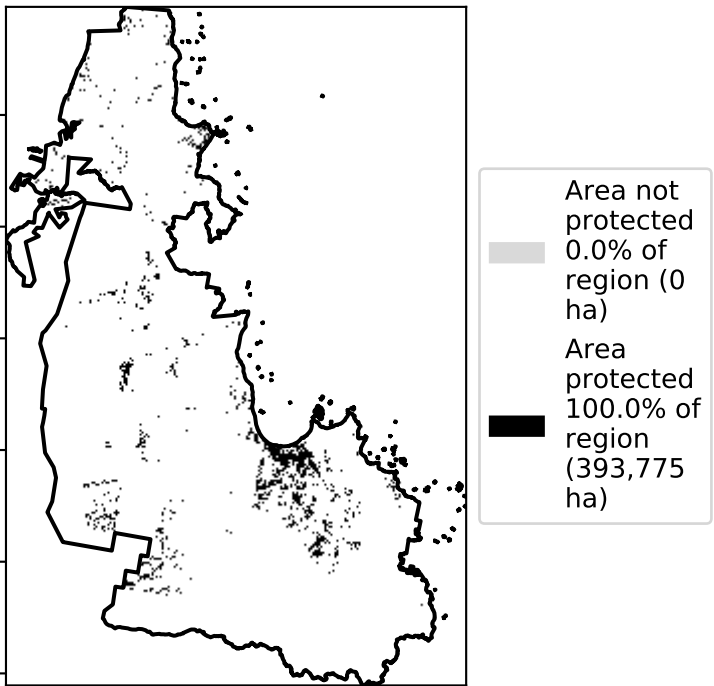 Area not
protected
0.0% of
region (0
ha)
Area
protected
100.0% of
region
(393,775
ha)